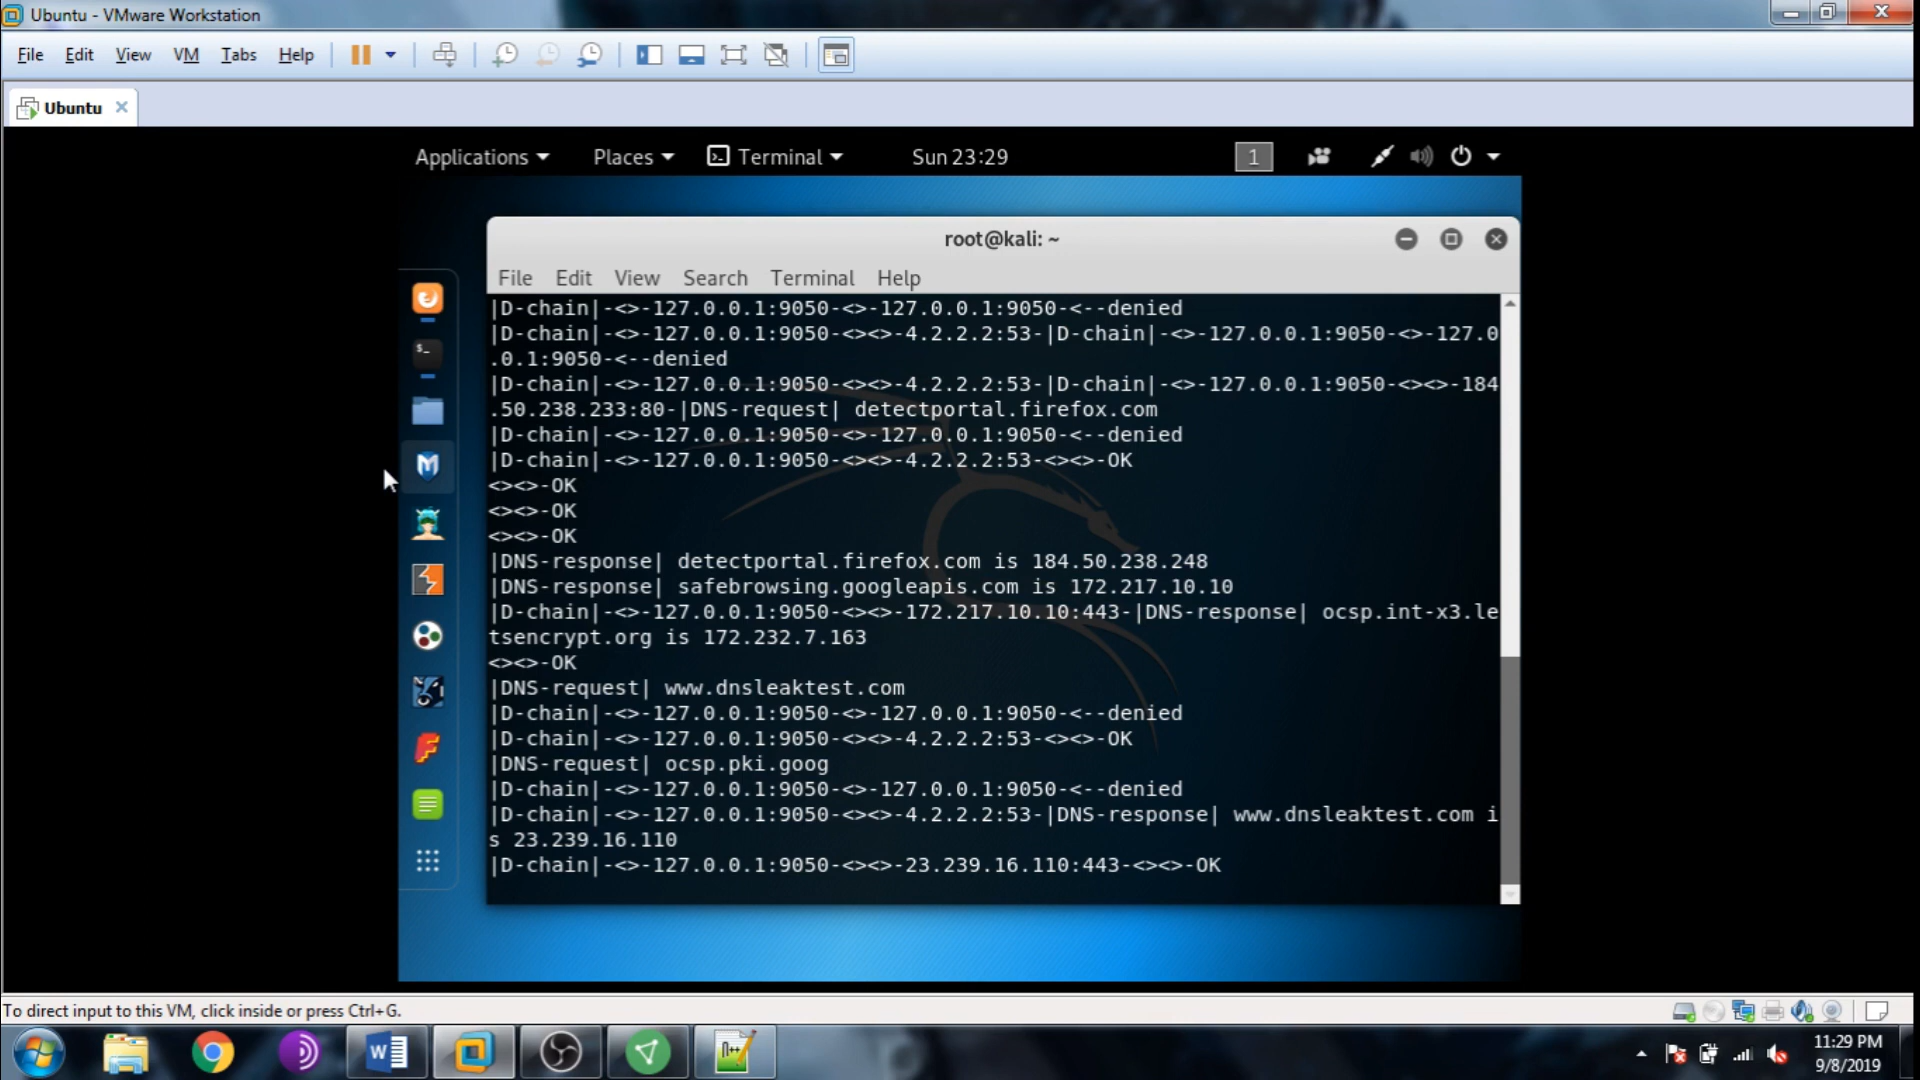 Ubuntu - VMware Workstation
File Edit View VM Tabs Help
Ubuntu
Applications Places Terminal Sun 23:29 1
root@kali: ~
File Edit View Search Terminal Help
|D-chain|-<>-127.0.0.1:9050-<>-127.0.0.1:9050-<--denied
|D-chain|-<>-127.0.0.1:9050-<><>-4.2.2.2:53-|D-chain|-<>-127.0.0.1:9050-<>-127.0
.0.1:9050-<--denied
|D-chain|-<>-127.0.0.1:9050-<><>-4.2.2.2:53-|D-chain|-<>-127.0.0.1:9050-<><>-184
.50.238.233:80-|DNS-request| detectportal.firefox.com
|D-chain|-<>-127.0.0.1:9050-<>-127.0.0.1:9050-<--denied
|D-chain|-<>-127.0.0.1:9050-<><>-4.2.2.2:53-<><>-OK
<><>-OK
<><>-OK
<><>-OK
|DNS-response| detectportal.firefox.com is 184.50.238.248
|DNS-response| safebrowsing.googleapis.com is 172.217.10.10
|D-chain|-<>-127.0.0.1:9050-<><>-172.217.10.10:443-|DNS-response| ocsp.int-x3.le
tsencrypt.org is 172.232.7.163
<><>-OK
|DNS-request| www.dnsleaktest.com
|D-chain|-<>-127.0.0.1:9050-<>-127.0.0.1:9050-<--denied
|D-chain|-<>-127.0.0.1:9050-<><>-4.2.2.2:53-<><>-OK
|DNS-request| ocsp.pki.goog
|D-chain|-<>-127.0.0.1:9050-<>-127.0.0.1:9050-<--denied
|D-chain|-<>-127.0.0.1:9050-<><>-4.2.2.2:53-|DNS-response| www.dnsleaktest.com i
s 23.239.16.110
|D-chain|-<>-127.0.0.1:9050-<><>-23.239.16.110:443-<><>-OK
To direct input to this VM, click inside or press Ctrl+G.
11:29 PM
9/8/2019